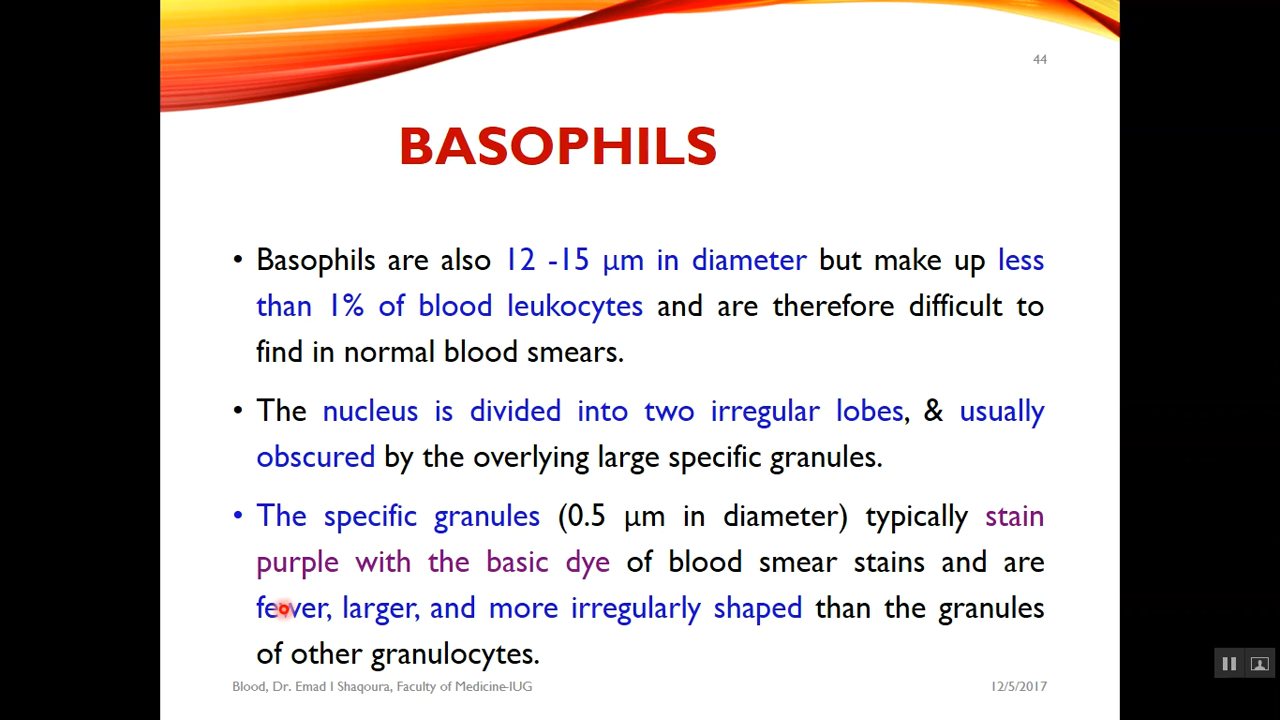 44
BASOPHILS
• Basophils are also 12 -15 µm in diameter but make up less
than 1% of blood leukocytes and are therefore difficult to
find in normal blood smears.
• The nucleus is divided into two irregular lobes, & usually
obscured by the overlying large specific granules.
• The specific granules (0.5 µm in diameter) typically stain
purple with the basic dye of blood smear stains and are
fewer, larger, and more irregularly shaped than the granules
of other granulocytes.
Blood, Dr. Emad I Shaqoura, Faculty of Medicine-IUG
12/5/2017